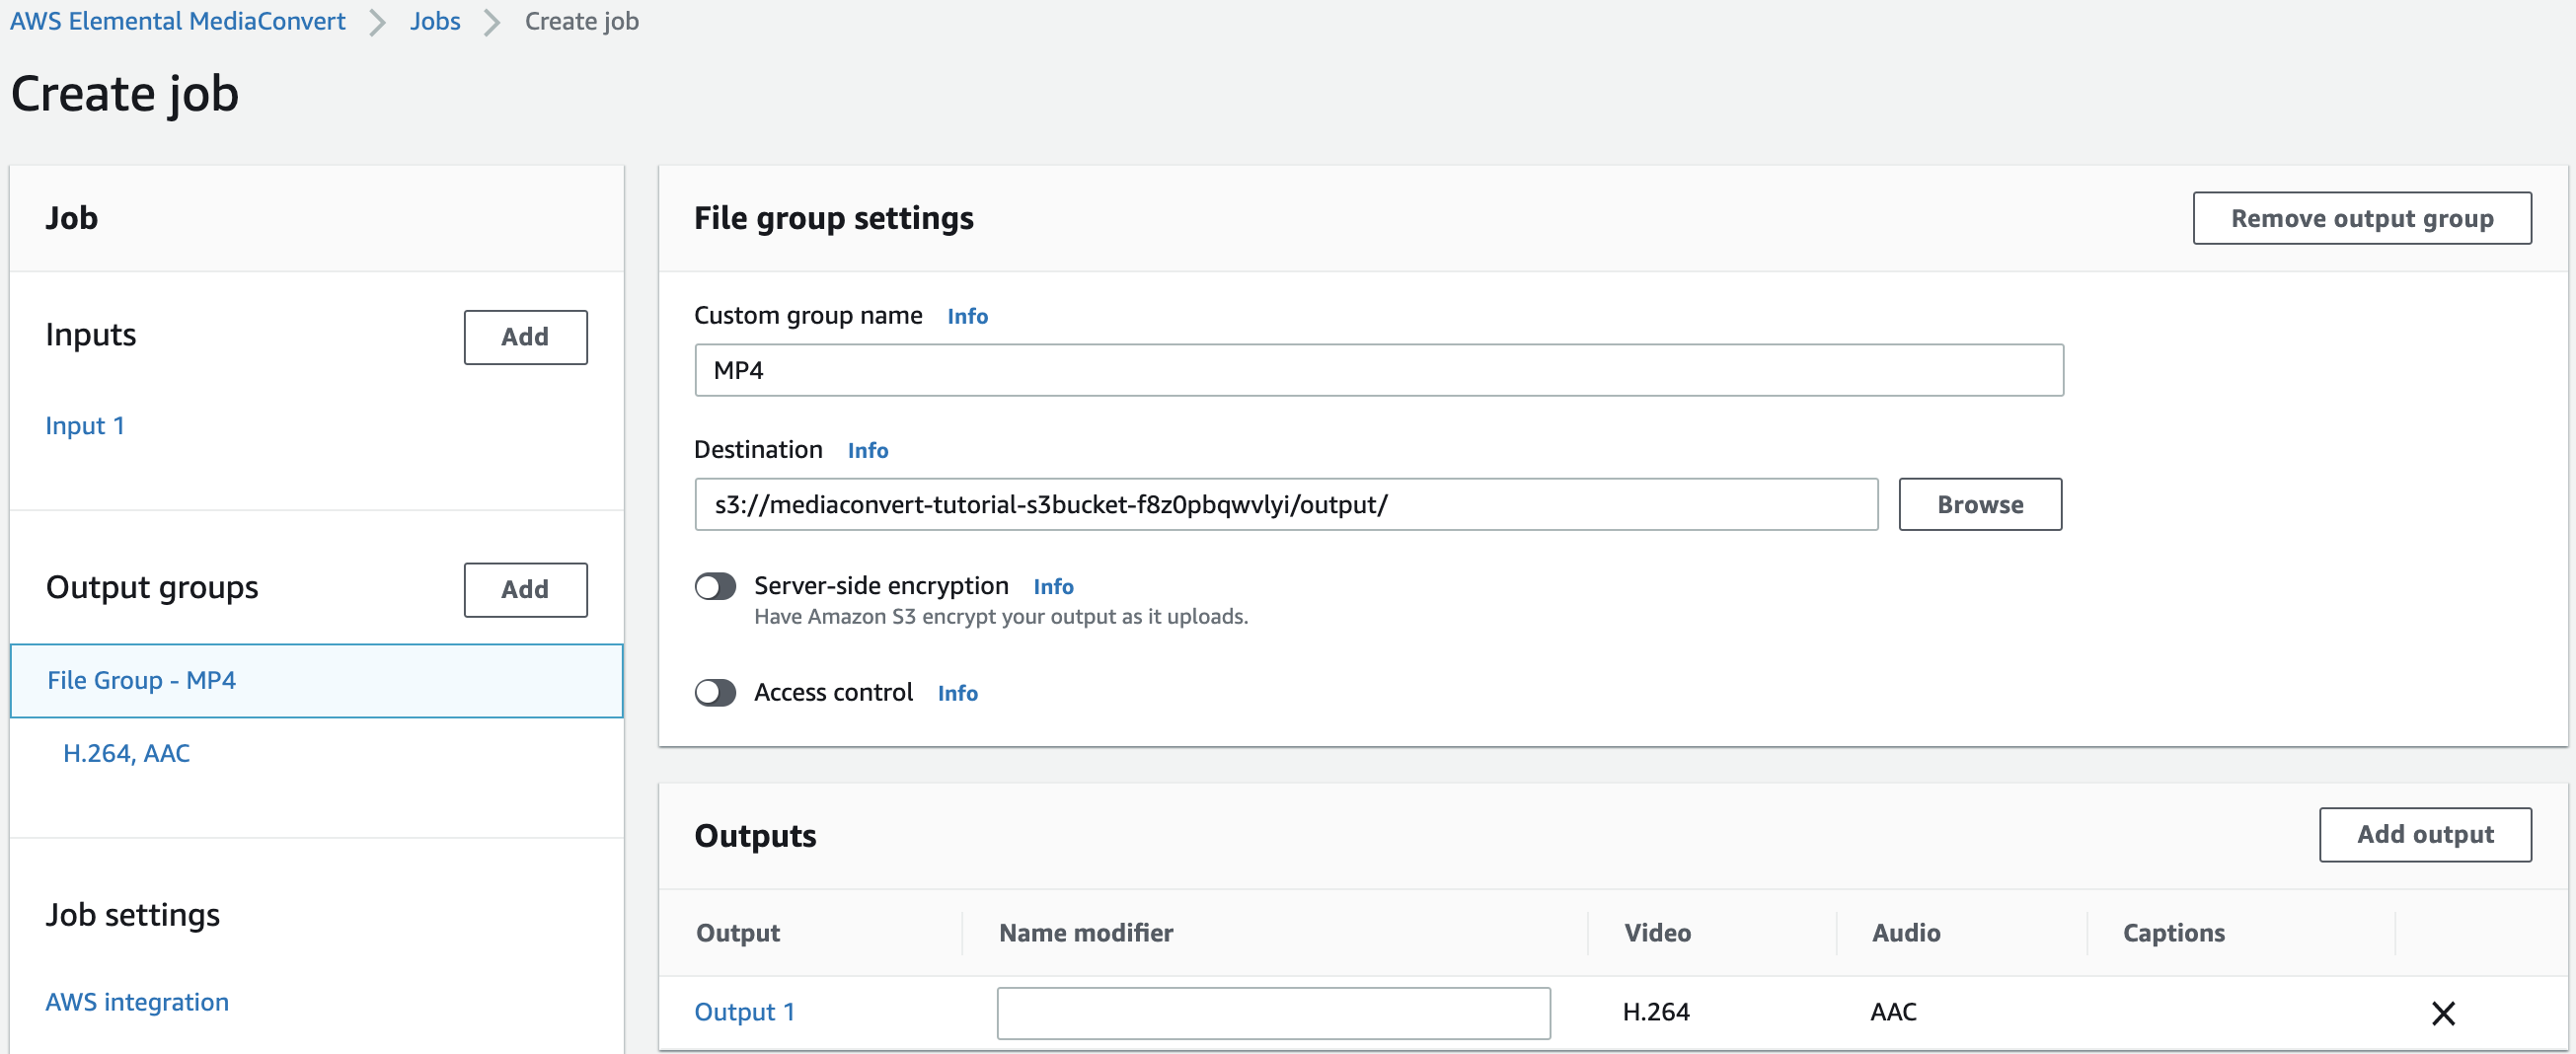 AWS Elemental MediaConvert > Jobs > Create job
Create job
Job
Inputs
Add
Input 1
Output groups
Add
File Group - MP4
H.264, AAC
Job settings
AWS integration
File group settings
Remove output group
Custom group name Info
MP4
Destination Info
s3://mediaconvert-tutorial-s3bucket-f8z0pbqwvlyi/output/
Browse
Server-side encryption Info
Have Amazon S3 encrypt your output as it uploads.
Access control Info
Outputs
Add output
Output Name modifier Video Audio Captions
Output 1 H.264 AAC